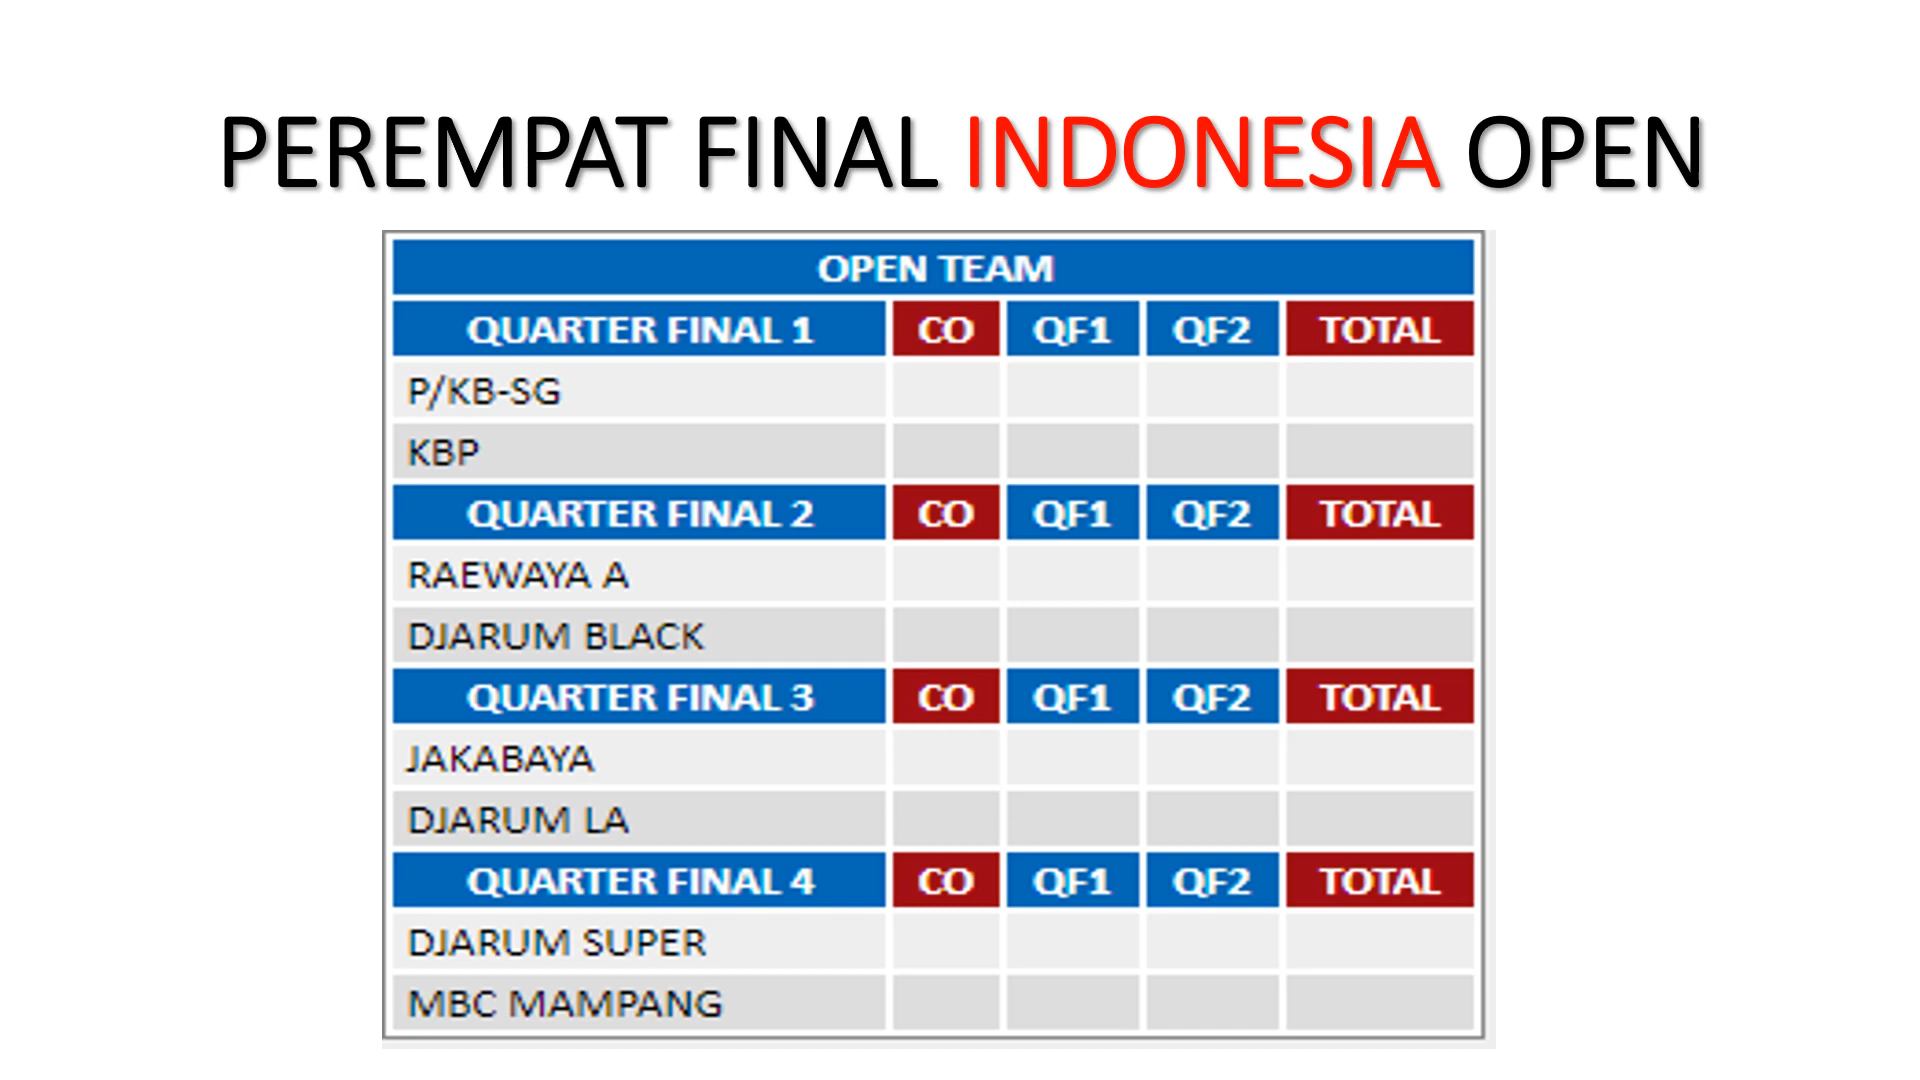 PEREMPAT FINAL INDONESIA OPEN
OPEN TEAM
QUARTER FINAL 1 CO QF1 QF2 TOTAL
P/KB-SG
KBP
QUARTER FINAL 2 CO QF1 QF2 TOTAL
RAEWAYA A
DJARUM BLACK
QUARTER FINAL 3 CO QF1 QF2 TOTAL
JAKABAYA
DJARUM LA
QUARTER FINAL 4 CO QF1 QF2 TOTAL
DJARUM SUPER
MBC MAMPANG